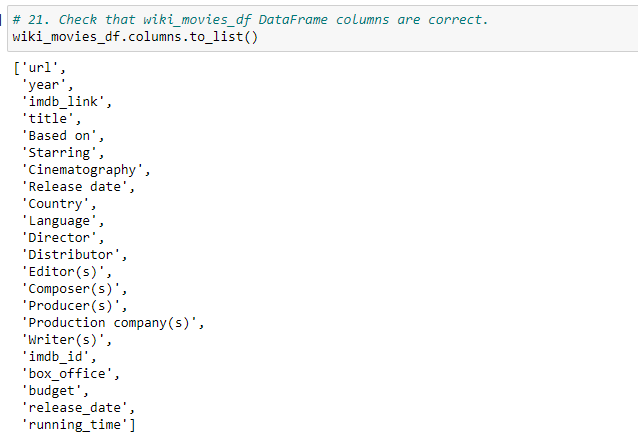 # 21. Check that wiki_movies_df DataFrame columns are correct.
wiki_movies_df.columns.to_list()
['url',
'year',
'imdb_link',
'title',
'Based on',
'Starring',
'Cinematography',
'Release date',
'Country',
'Language',
'Director',
'Distributor',
'Editor(s)',
'Composer(s)',
'Producer(s)',
'Production company(s)',
'Writer(s)',
'imdb_id',
'box_office',
'budget',
'release_date',
'running_time']